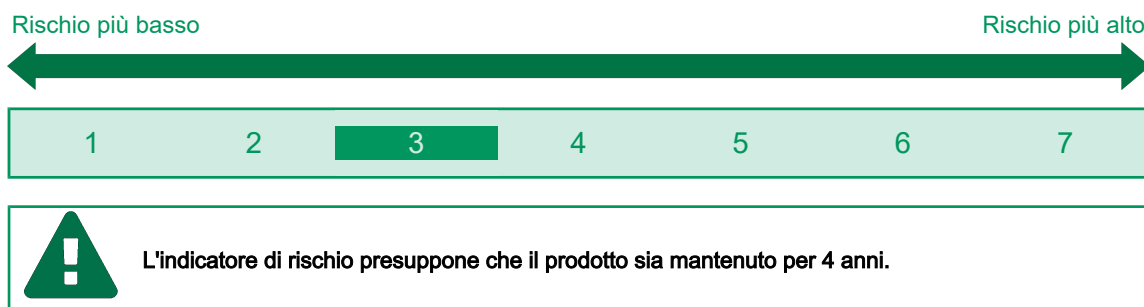 Rischio più basso Rischio più alto
1 2 3 4 5 6 7
L'indicatore di rischio presuppone che il prodotto sia mantenuto per 4 anni.